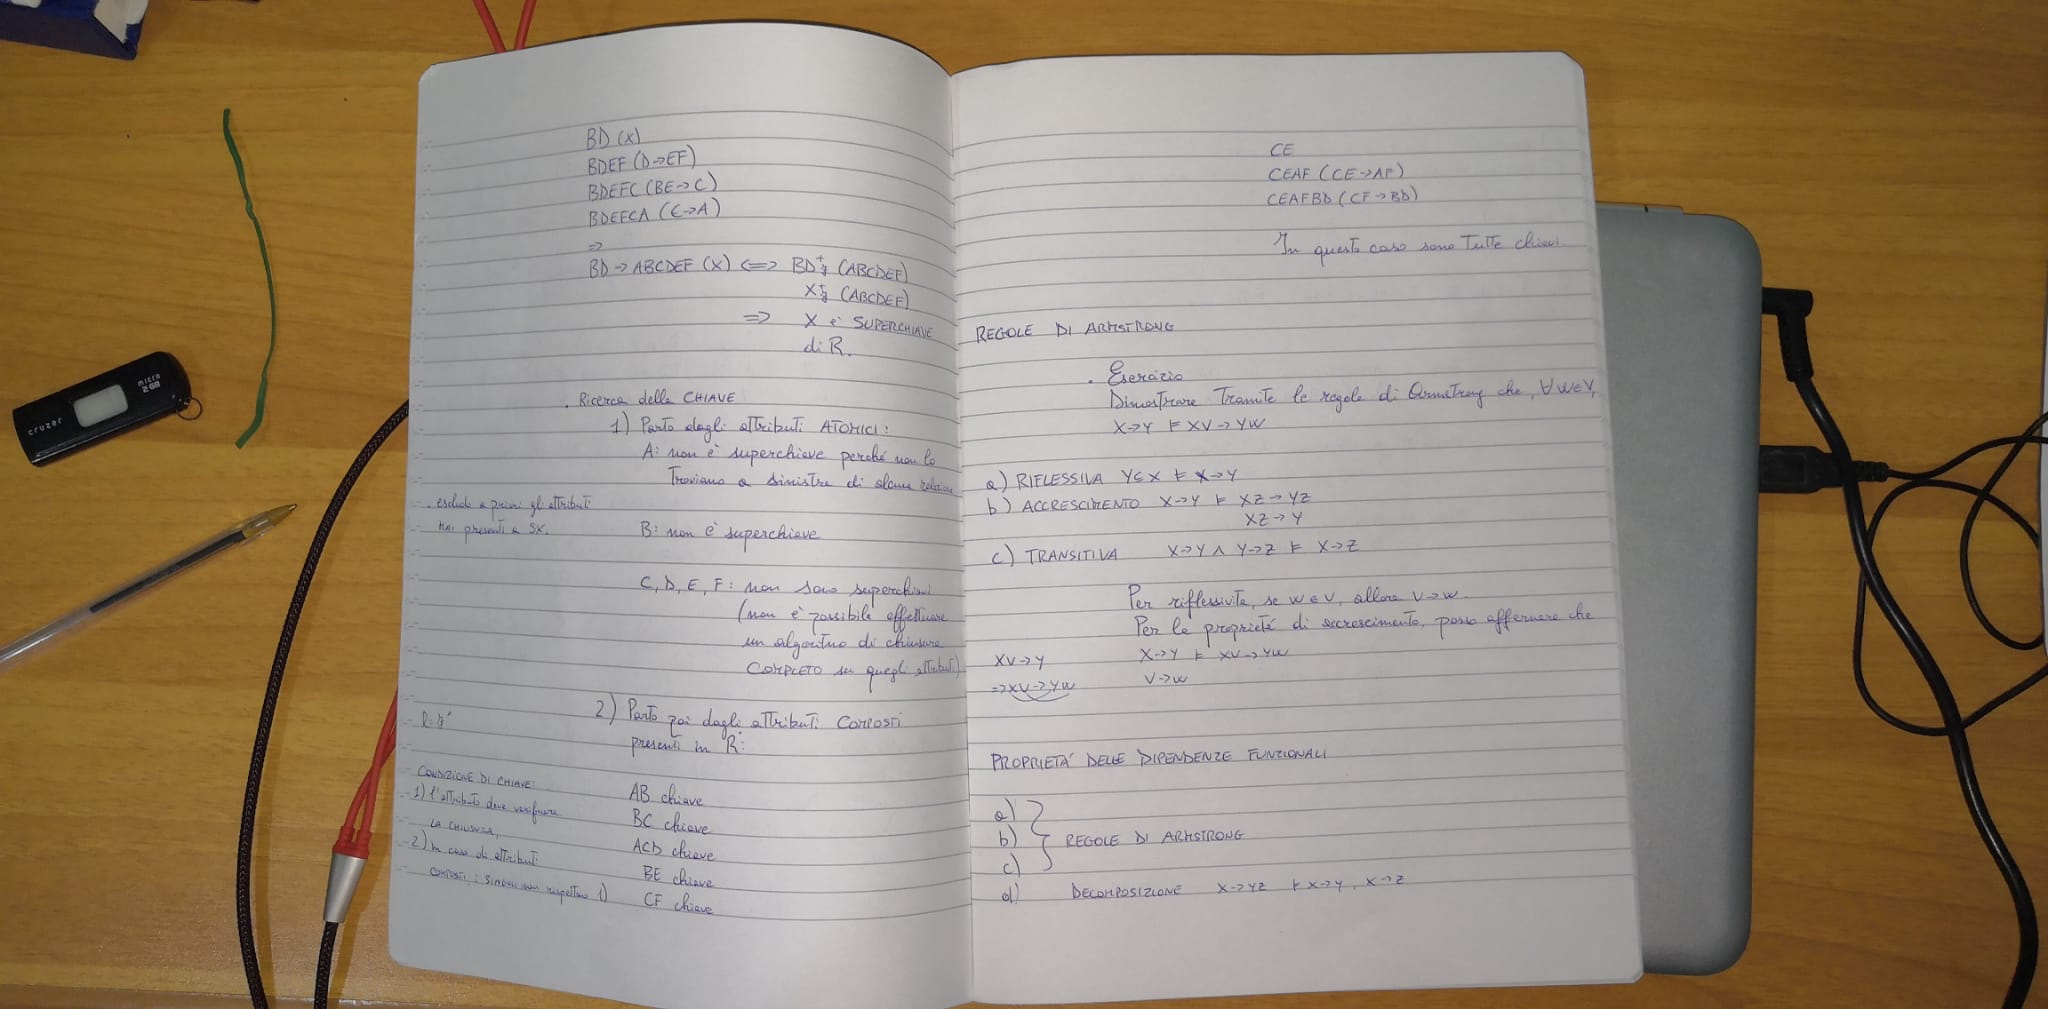 BD (X)
BDEF (D→EF)
BDEFC (BE→C)
BDEFCA (C→A)
⇒
BD→ABCDEF (X) ⟺ BD⁺ (ABCDEF)
X⁺ (ABCDEF)
⇒ X è SUPERCHIAVE
di R.
. Ricerca della CHIAVE
1) Parto dagli attributi ATOMICI:
A: non è superchiave perché non lo
Troviamo a sinistra di alcuna relazione
. escludo a priori gli attributi
MAI presenti a SX.
B: non è superchiave
C, D, E, F: non sono superchiavi
(non è possibile effettuare
un algoritmo di chiusura
COMPLETO su quegli attributi)
2) Parto poi dagli attributi COMPOSTI
presenti in R:
CONDIZIONE DI CHIAVE:
1) l'attributo deve verificare
LA CHIUSURA,
2) in caso di attributi
COMPOSTI, i SINGOLI non rispettano 1)
AB chiave
BC chiave
ACD chiave
BE chiave
CF chiave
CE
CEAF (CE→AF)
CEAFBD (CF→BD)
In questo caso sono Tutte chiavi.
REGOLE DI ARMSTRONG
. Esercizio
Dimostrare Tramite le regole di Armstrong che, ∀ W∈V,
X→Y ⊧ XV→YW
a) RIFLESSIVA Y⊆X ⊧ X→Y
b) ACCRESCIMENTO X→Y ⊧ XZ→YZ
XZ→Y
c) TRANSITIVA X→Y ∧ Y→Z ⊧ X→Z
Per riflessività, se W∈V, allora V→W.
Per la proprietà di accrescimento, posso affermare che
XV→Y
⇒XV→YW
X→Y ⊧ XV→YW
V→W
PROPRIETA' DELLE DIPENDENZE FUNZIONALI
a)
b) REGOLE DI ARMSTRONG
c)
d) DECOMPOSIZIONE X→YZ ⊧ X→Y, X→Z
cruzer
micro
2GB